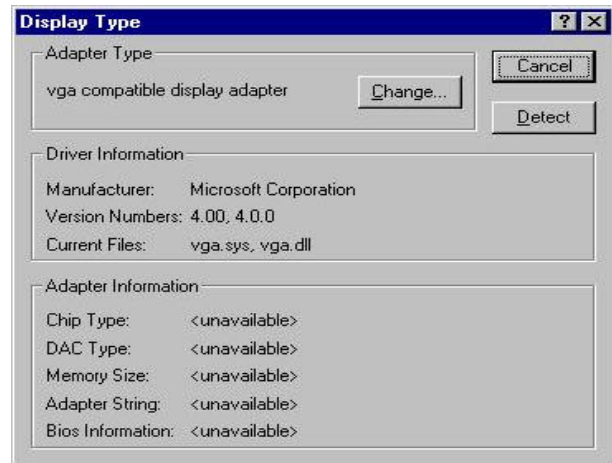 Display Type
Adapter Type
vga compatible display adapter
Change...
Cancel
Detect
Driver Information
Manufacturer: Microsoft Corporation
Version Numbers: 4.00, 4.0.0
Current Files: vga.sys, vga.dll
Adapter Information
Chip Type: <unavailable>
DAC Type: <unavailable>
Memory Size: <unavailable>
Adapter String: <unavailable>
Bios Information: <unavailable>